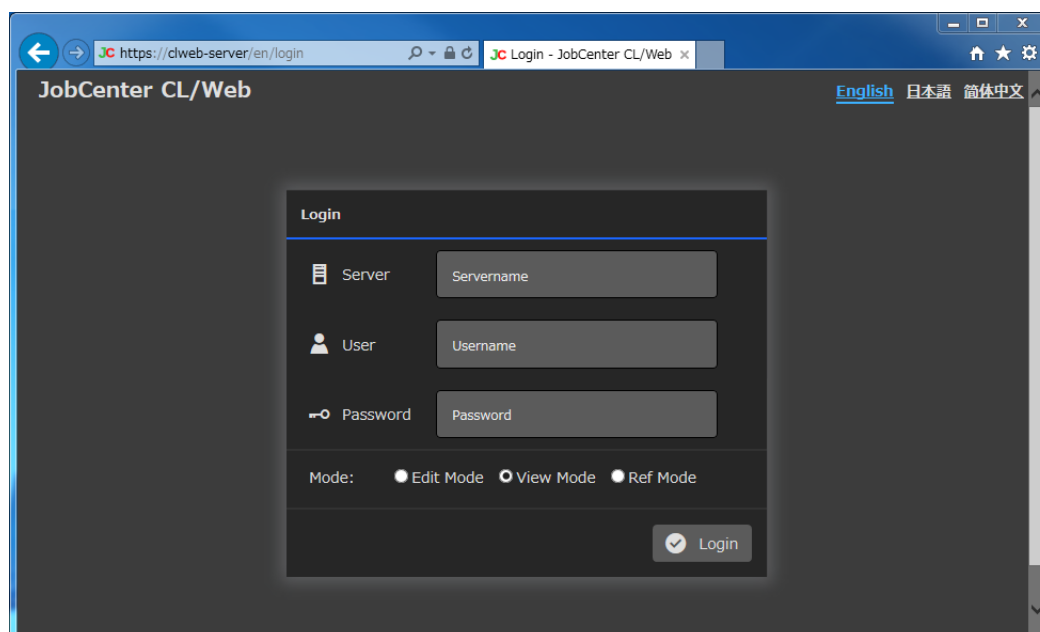 JC https://clweb-server/en/login
JC Login - JobCenter CL/Web
JobCenter CL/Web
English 日本語 简体中文
Login
Server Servername
User Username
Password Password
Mode: Edit Mode View Mode Ref Mode
Login